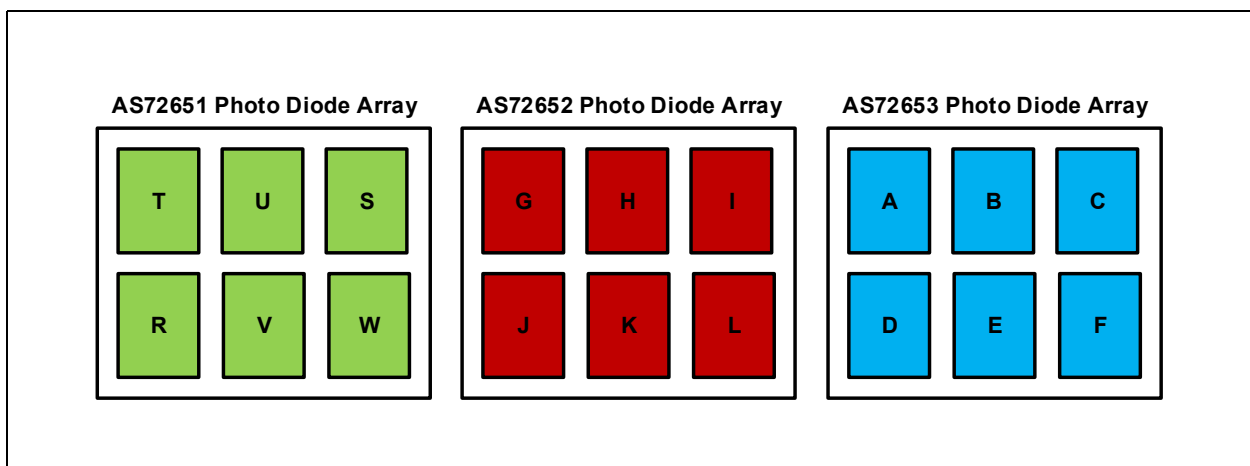 AS72651 Photo Diode Array
T U S
R V W
AS72652 Photo Diode Array
G H I
J K L
AS72653 Photo Diode Array
A B C
D E F